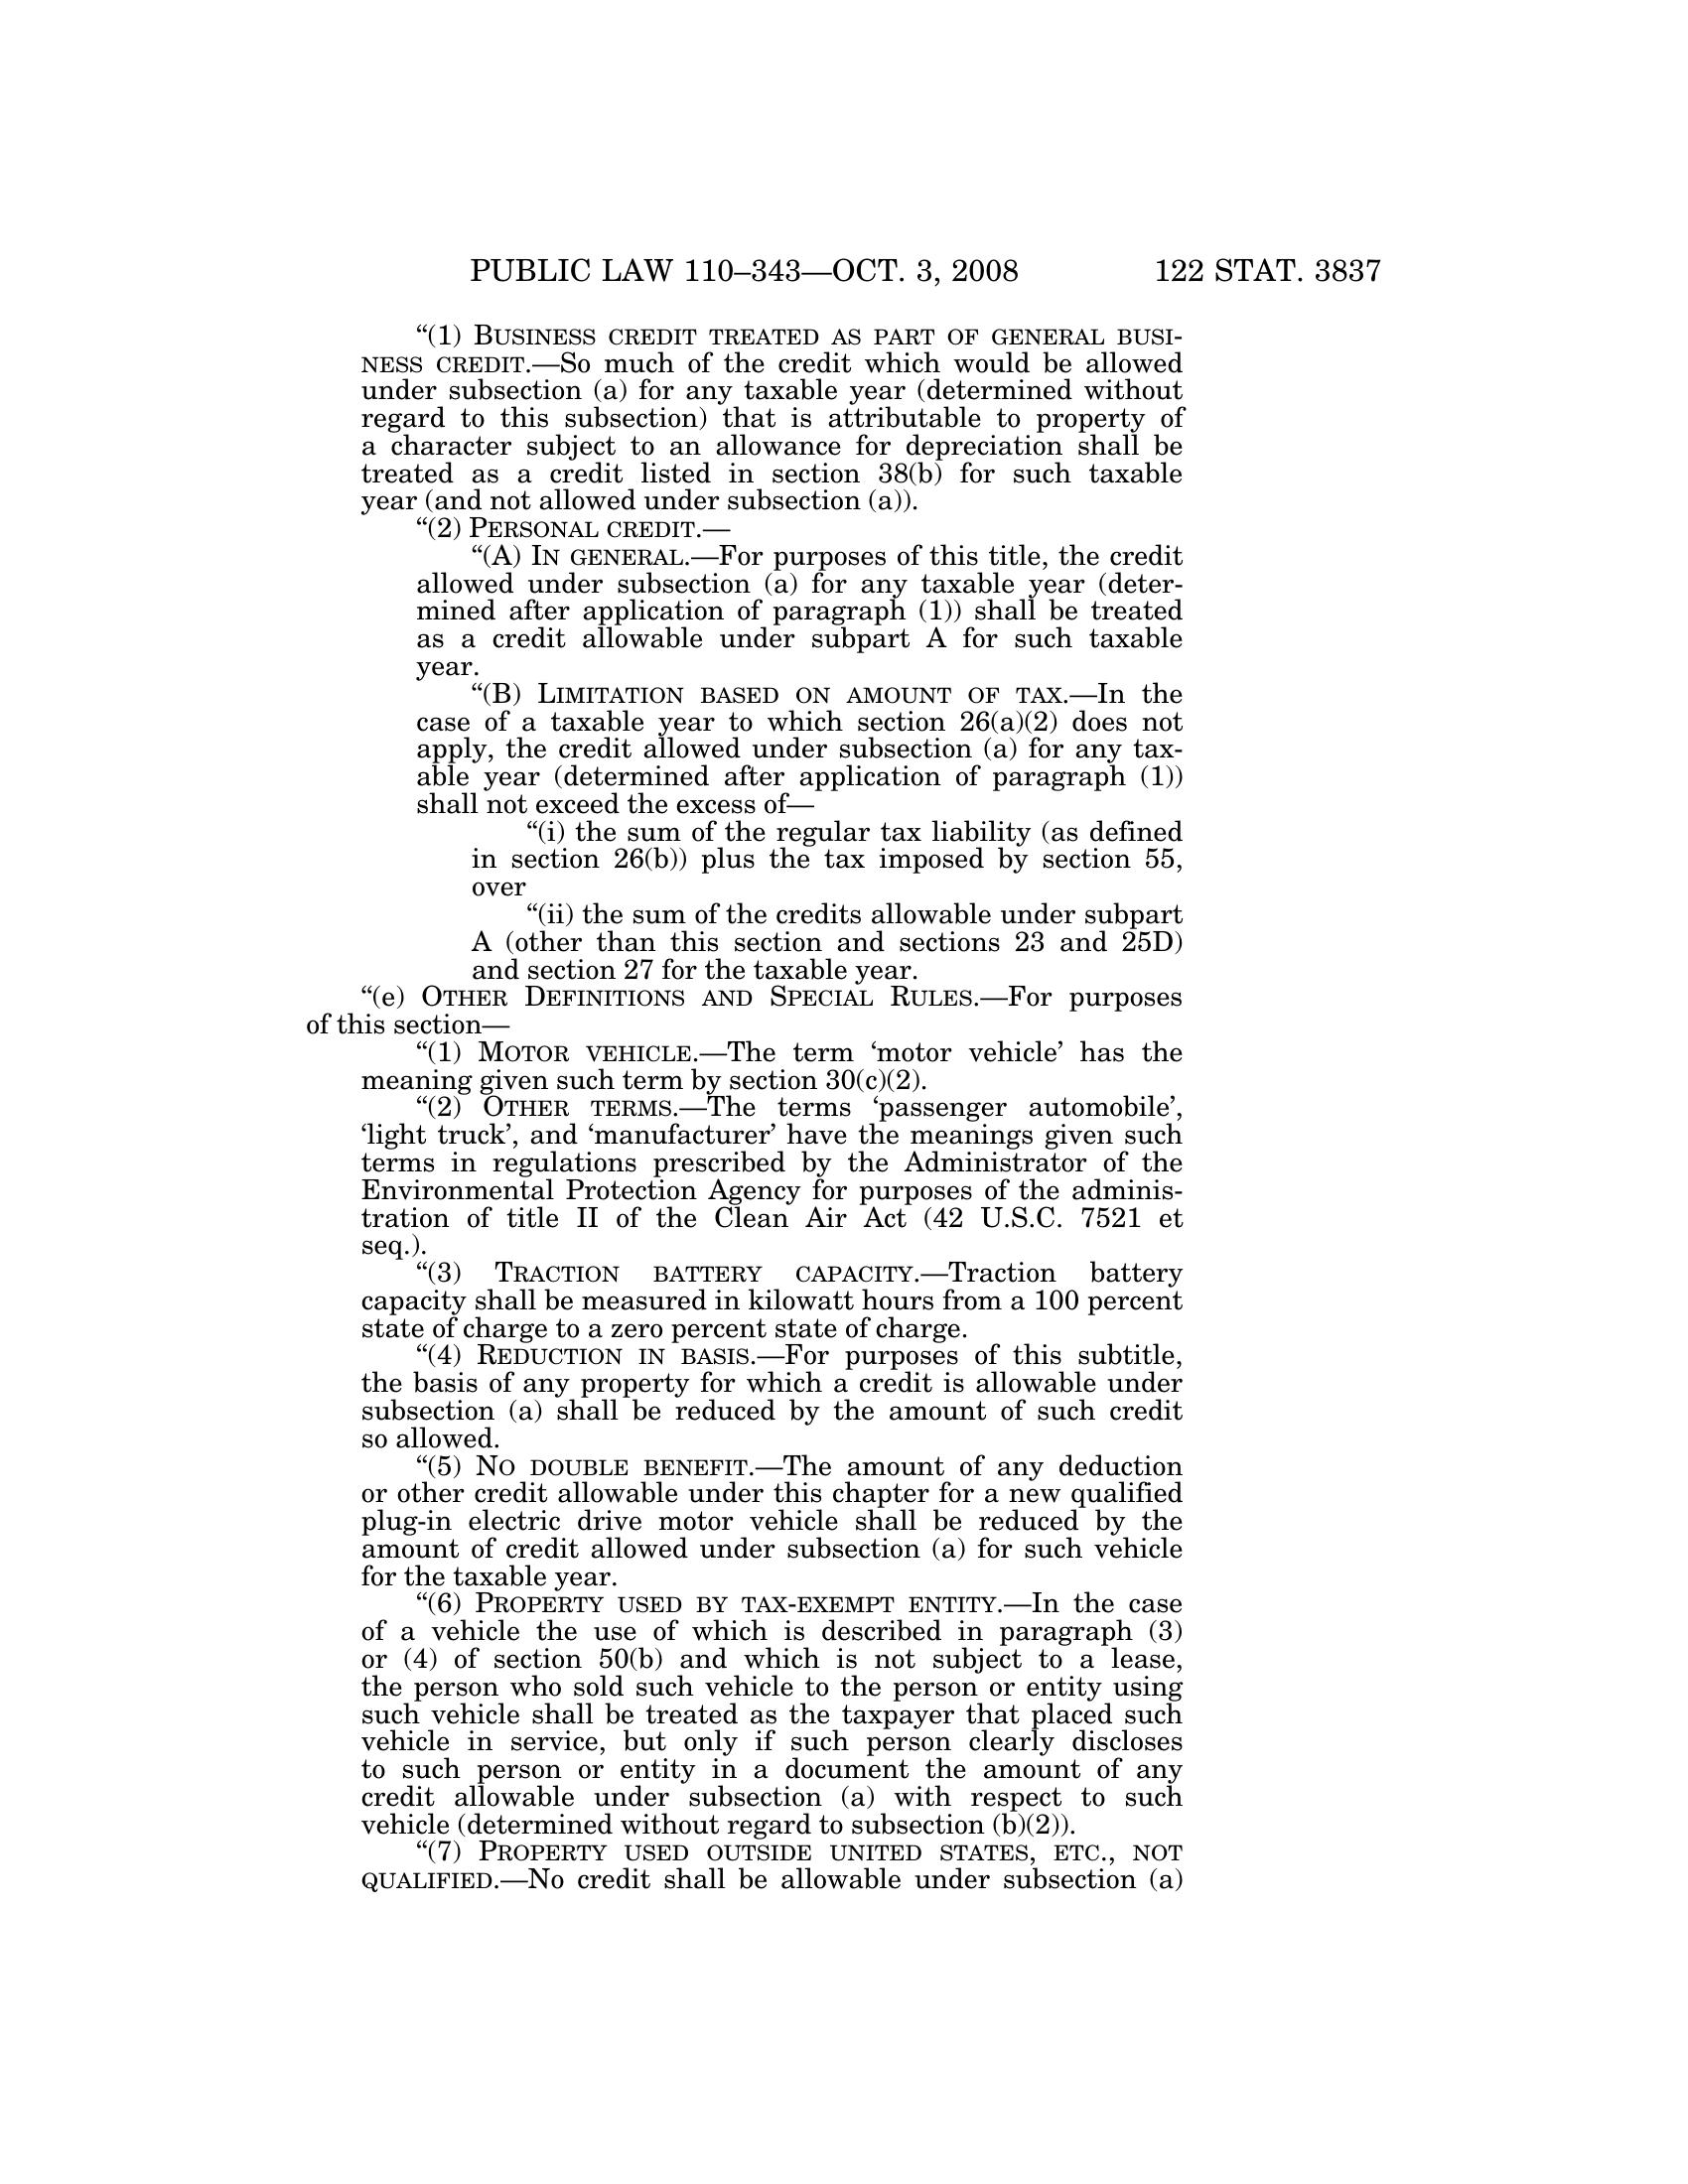 PUBLIC LAW 110–343—OCT. 3, 2008 122 STAT. 3837
“(1) BUSINESS CREDIT TREATED AS PART OF GENERAL BUSI-
NESS CREDIT.—So much of the credit which would be allowed
under subsection (a) for any taxable year (determined without
regard to this subsection) that is attributable to property of
a character subject to an allowance for depreciation shall be
treated as a credit listed in section 38(b) for such taxable
year (and not allowed under subsection (a)).
“(2) PERSONAL CREDIT.—
“(A) IN GENERAL.—For purposes of this title, the credit
allowed under subsection (a) for any taxable year (deter-
mined after application of paragraph (1)) shall be treated
as a credit allowable under subpart A for such taxable
year.
“(B) LIMITATION BASED ON AMOUNT OF TAX.—In the
case of a taxable year to which section 26(a)(2) does not
apply, the credit allowed under subsection (a) for any tax-
able year (determined after application of paragraph (1))
shall not exceed the excess of—
“(i) the sum of the regular tax liability (as defined
in section 26(b)) plus the tax imposed by section 55,
over
“(ii) the sum of the credits allowable under subpart
A (other than this section and sections 23 and 25D)
and section 27 for the taxable year.
“(e) OTHER DEFINITIONS AND SPECIAL RULES.—For purposes
of this section—
“(1) MOTOR VEHICLE.—The term ‘motor vehicle’ has the
meaning given such term by section 30(c)(2).
“(2) OTHER TERMS.—The terms ‘passenger automobile’,
‘light truck’, and ‘manufacturer’ have the meanings given such
terms in regulations prescribed by the Administrator of the
Environmental Protection Agency for purposes of the adminis-
tration of title II of the Clean Air Act (42 U.S.C. 7521 et
seq.).
“(3) TRACTION BATTERY CAPACITY.—Traction battery
capacity shall be measured in kilowatt hours from a 100 percent
state of charge to a zero percent state of charge.
“(4) REDUCTION IN BASIS.—For purposes of this subtitle,
the basis of any property for which a credit is allowable under
subsection (a) shall be reduced by the amount of such credit
so allowed.
“(5) NO DOUBLE BENEFIT.—The amount of any deduction
or other credit allowable under this chapter for a new qualified
plug-in electric drive motor vehicle shall be reduced by the
amount of credit allowed under subsection (a) for such vehicle
for the taxable year.
“(6) PROPERTY USED BY TAX-EXEMPT ENTITY.—In the case
of a vehicle the use of which is described in paragraph (3)
or (4) of section 50(b) and which is not subject to a lease,
the person who sold such vehicle to the person or entity using
such vehicle shall be treated as the taxpayer that placed such
vehicle in service, but only if such person clearly discloses
to such person or entity in a document the amount of any
credit allowable under subsection (a) with respect to such
vehicle (determined without regard to subsection (b)(2)).
“(7) PROPERTY USED OUTSIDE UNITED STATES, ETC., NOT
QUALIFIED.—No credit shall be allowable under subsection (a)